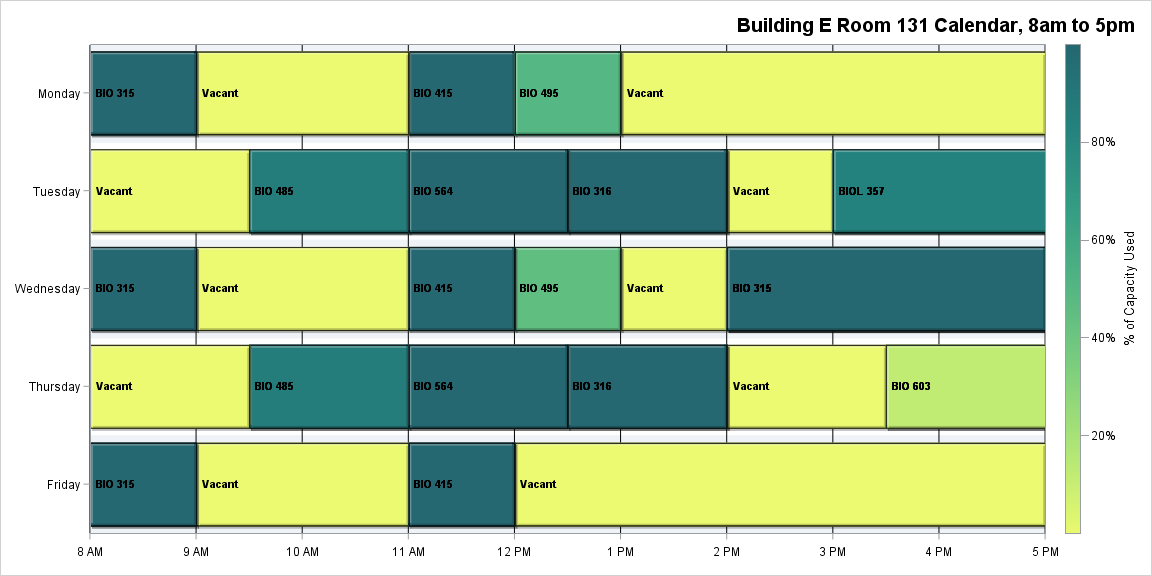 Building E Room 131 Calendar, 8am to 5pm
Monday
BIO 315
Vacant
BIO 415
BIO 495
Vacant
Tuesday
Vacant
BIO 485
BIO 564
BIO 316
Vacant
BIOL 357
Wednesday
BIO 315
Vacant
BIO 415
BIO 495
Vacant
BIO 315
Thursday
Vacant
BIO 485
BIO 564
BIO 316
Vacant
BIO 603
Friday
BIO 315
Vacant
BIO 415
Vacant
8 AM
9 AM
10 AM
11 AM
12 PM
1 PM
2 PM
3 PM
4 PM
5 PM
80%
60%
40%
20%
% of Capacity Used